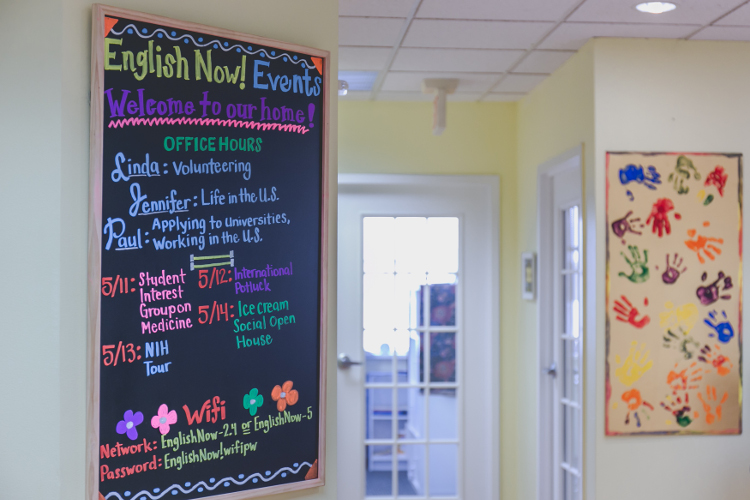 English Now! Events
Welcome to our home!
OFFICE HOURS
Linda: Volunteering
Jennifer: Life in the U.S.
Paul: Applying to universities,
Working in the U.S.
5/11: Student
Interest
Group on
Medicine
5/12: International
Potluck
5/14: Ice cream
Social Open
House
5/13: NIH
Tour
Wifi
Network: EnglishNow-2.4 or EnglishNow-5
Password: EnglishNow!wifipw